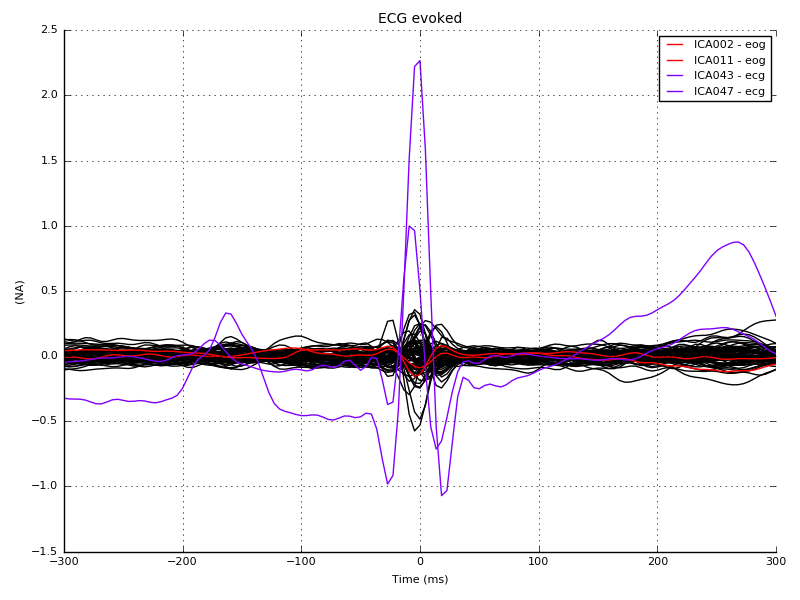 ECG evoked
2.5
2.0
1.5
1.0
0.5
0.0
−0.5
−1.0
−1.5
(NA)
ICA002 - eog
ICA011 - eog
ICA043 - ecg
ICA047 - ecg
−300
−200
−100
0
100
200
300
Time (ms)